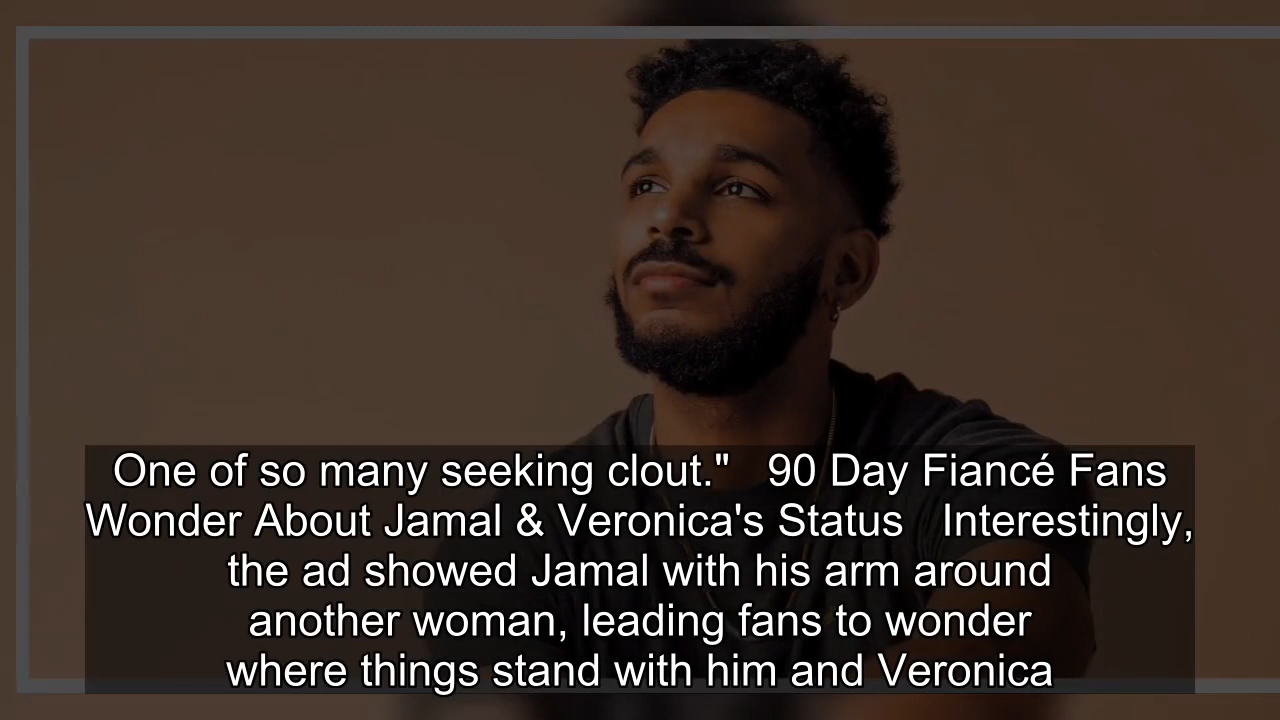 One of so many seeking clout."   90 Day Fiancé Fans
Wonder About Jamal & Veronica's Status   Interestingly,
the ad showed Jamal with his arm around
another woman, leading fans to wonder
where things stand with him and Veronica